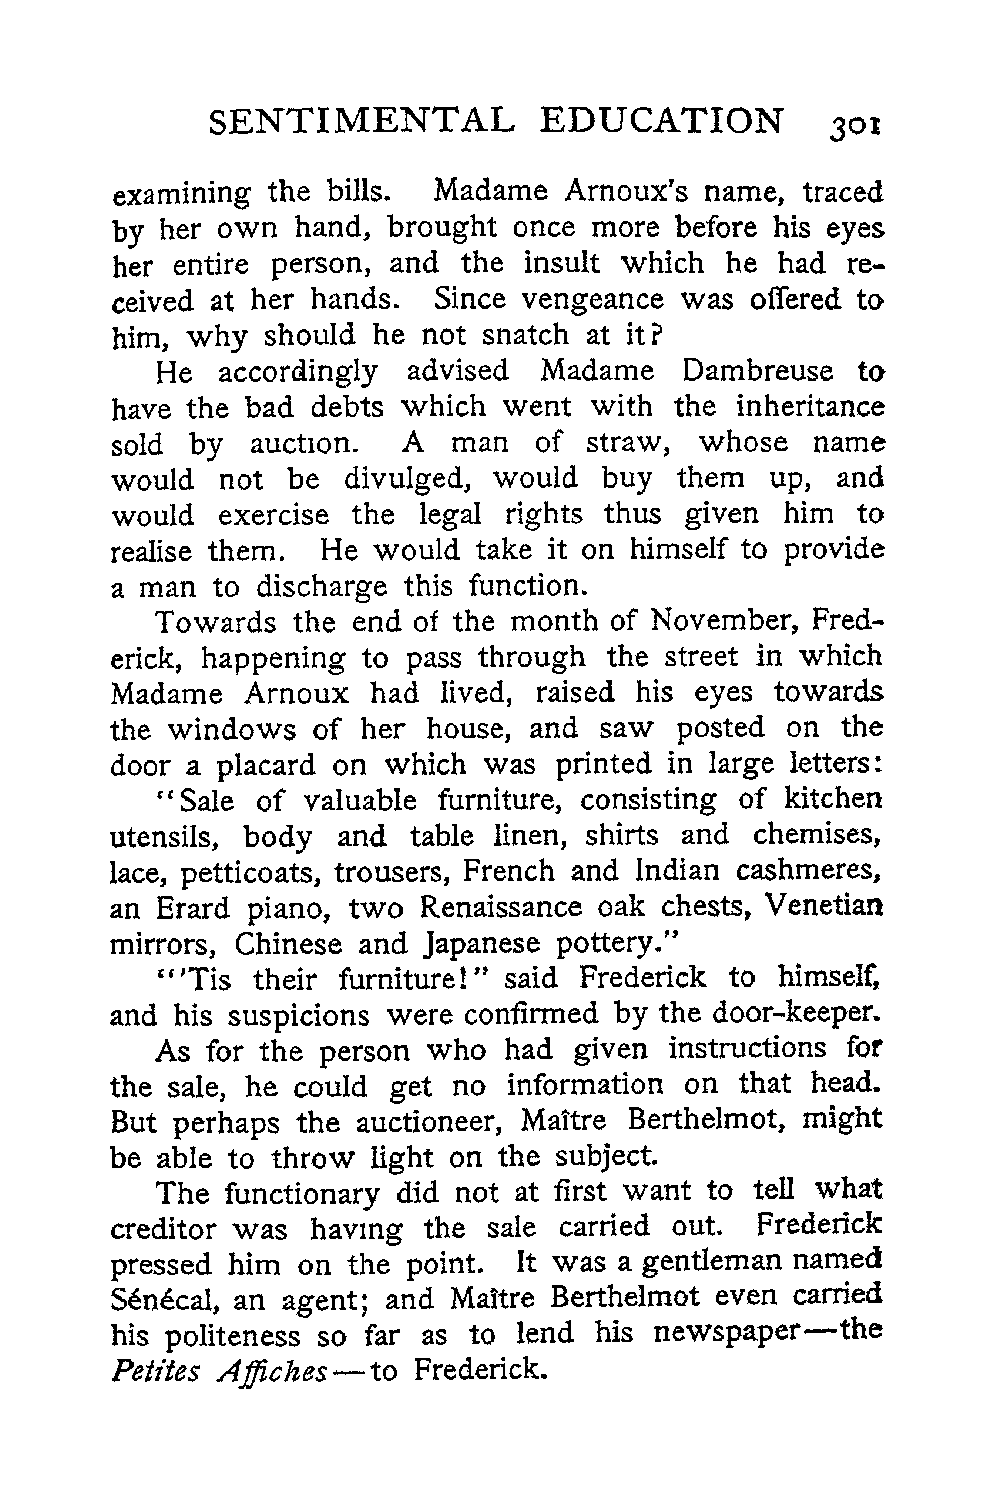 SENTIMENTAL EDUCATION 301
examining the bills. Madame Arnoux's name, traced
by her own hand, brought once more before his eyes
her entire person, and the insult which he had re-
ceived at her hands. Since vengeance was offered to
him, why should he not snatch at it?
He accordingly advised Madame Dambreuse to
have the bad debts which went with the inheritance
sold by auction. A man of straw, whose name
would not be divulged, would buy them up, and
would exercise the legal rights thus given him to
realise them. He would take it on himself to provide
a man to discharge this function.
Towards the end of the month of November, Fred-
erick, happening to pass through the street in which
Madame Arnoux had lived, raised his eyes towards
the windows of her house, and saw posted on the
door a placard on which was printed in large letters:
"Sale of valuable furniture, consisting of kitchen
utensils, body and table linen, shirts and chemises,
lace, petticoats, trousers, French and Indian cashmeres,
an Erard piano, two Renaissance oak chests, Venetian
mirrors, Chinese and Japanese pottery."
"'Tis their furniture!" said Frederick to himself,
and his suspicions were confirmed by the door-keeper.
As for the person who had given instructions for
the sale, he could get no information on that head.
But perhaps the auctioneer, Maître Berthelmot, might
be able to throw light on the subject.
The functionary did not at first want to tell what
creditor was having the sale carried out. Frederick
pressed him on the point. It was a gentleman named
Sénécal, an agent; and Maître Berthelmot even carried
his politeness so far as to lend his newspaper—the
Petites Affiches—to Frederick.